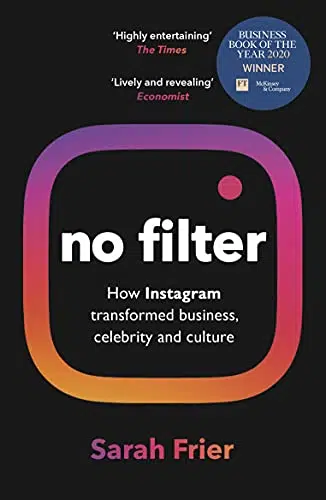 ‘Highly entertaining’
The Times
‘Lively and revealing’
Economist
BUSINESS
BOOK OF THE
YEAR 2020
WINNER
FT
McKinsey
& Company
no filter
How Instagram
transformed business,
celebrity and culture
Sarah Frier